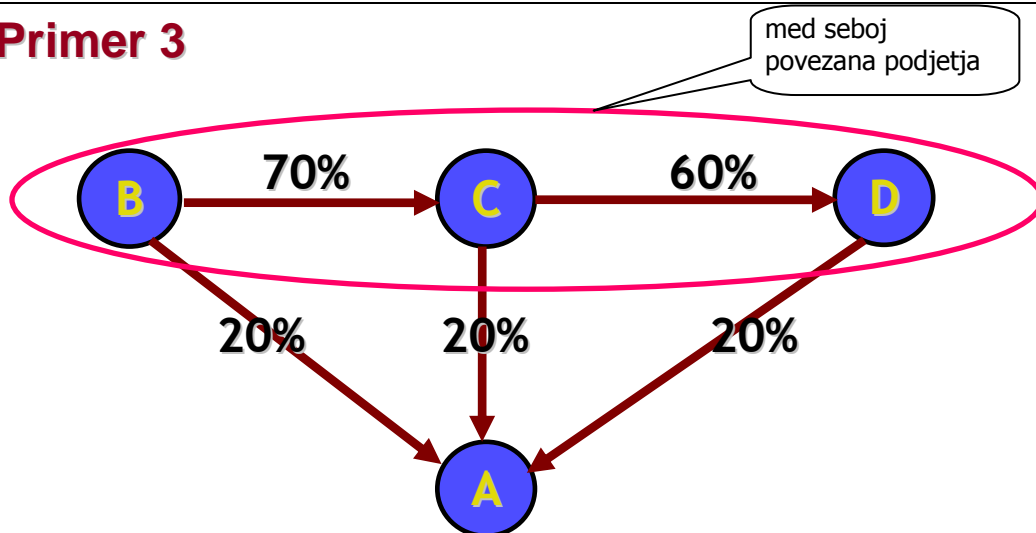 Primer 3
med seboj
povezana podjetja
B 70% C 60% D
20% 20% 20%
A